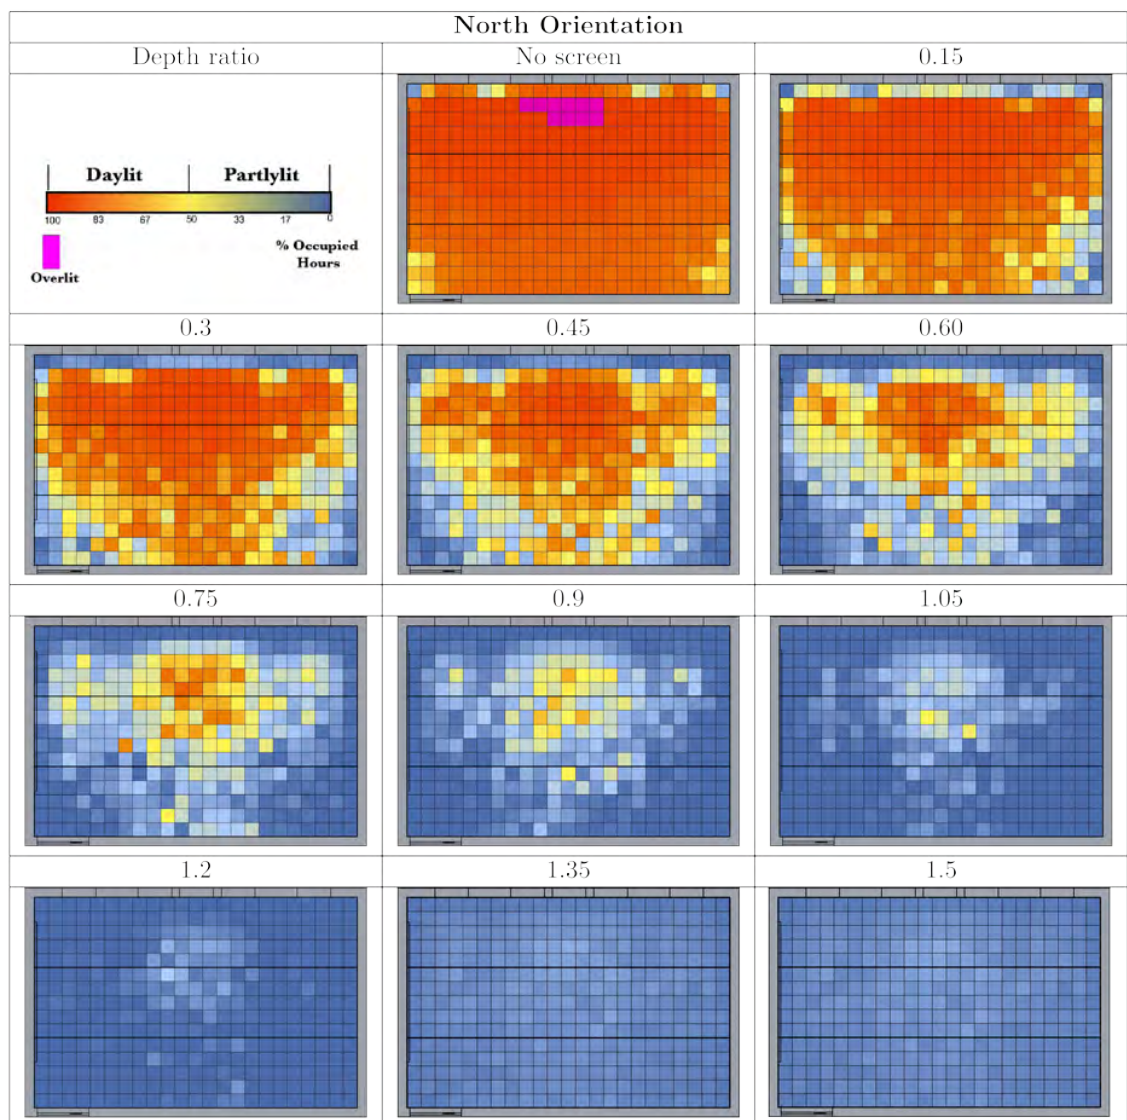 North Orientation
Depth ratio
No screen
0.15
Daylit
Partlylit
100 83 67 50 33 17 0
Overlit
% Occupied
Hours
0.3
0.45
0.60
0.75
0.9
1.05
1.2
1.35
1.5